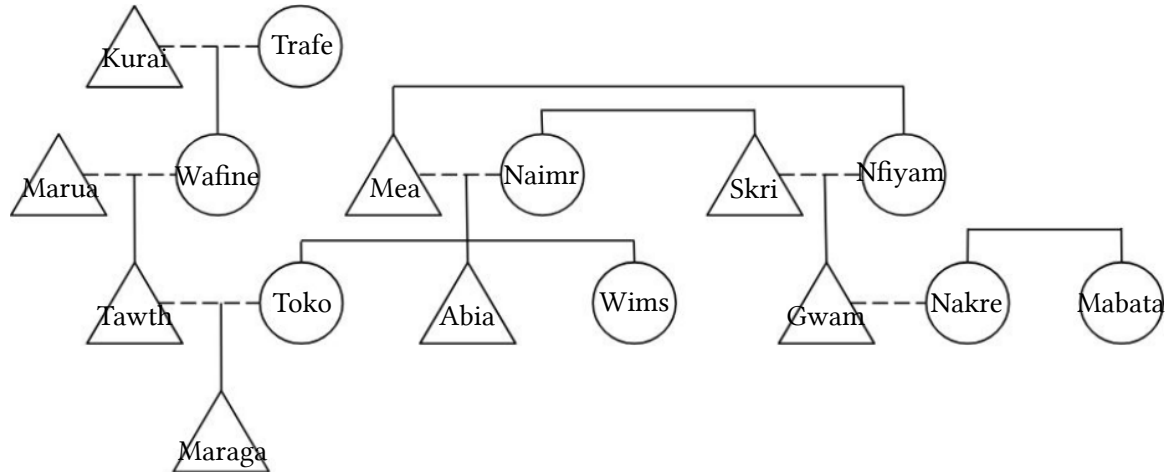 Kurai Trafe
Marua Wafine Mea Naimr Skri Nfiyam
Tawth Toko Abia Wims Gwam Nakre Mabata
Maraga